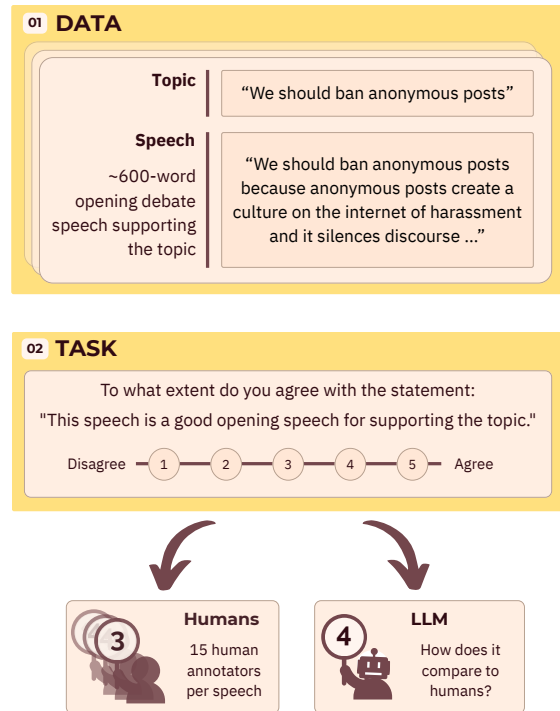 01 DATA
Topic
“We should ban anonymous posts”
Speech
~600-word
opening debate
speech supporting
the topic
“We should ban anonymous posts
because anonymous posts create a
culture on the internet of harassment
and it silences discourse ...”
02 TASK
To what extent do you agree with the statement:
"This speech is a good opening speech for supporting the topic."
Disagree 1 2 3 4 5 Agree
3
Humans
15 human
annotators
per speech
4
LLM
How does it
compare to
humans?